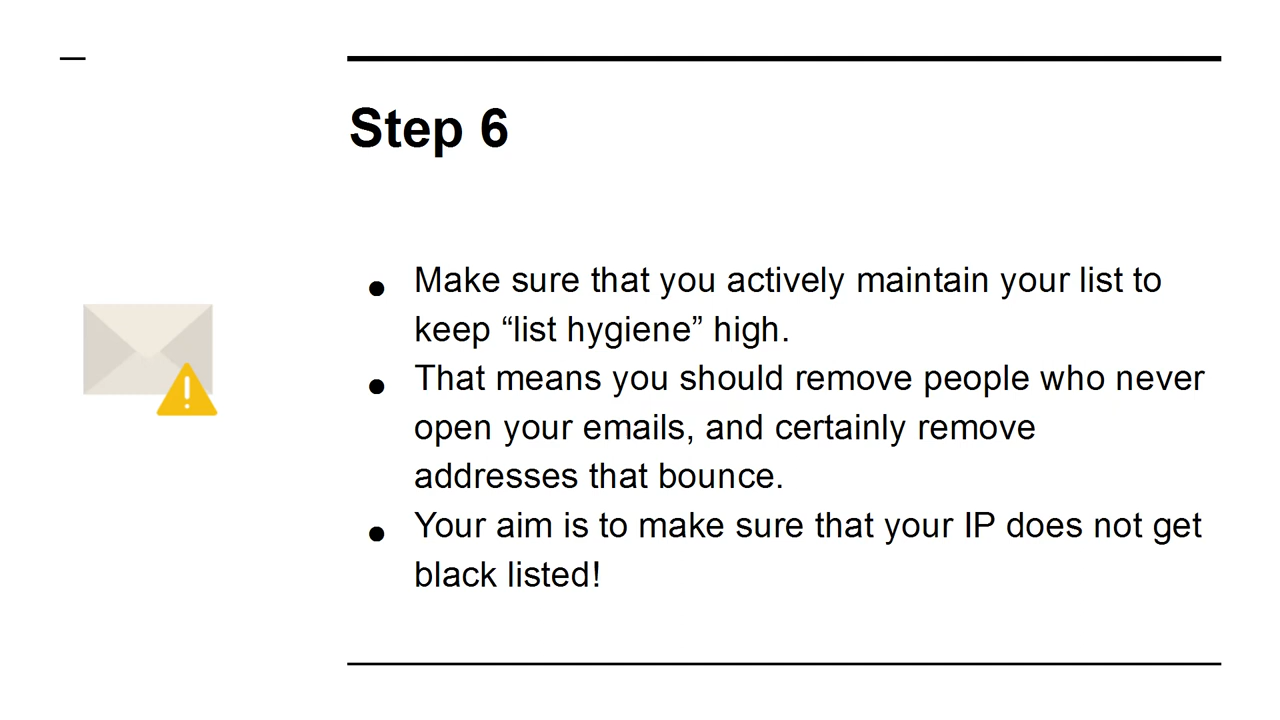 Step 6
● Make sure that you actively maintain your list to
keep “list hygiene” high.
● That means you should remove people who never
open your emails, and certainly remove
addresses that bounce.
● Your aim is to make sure that your IP does not get
black listed!